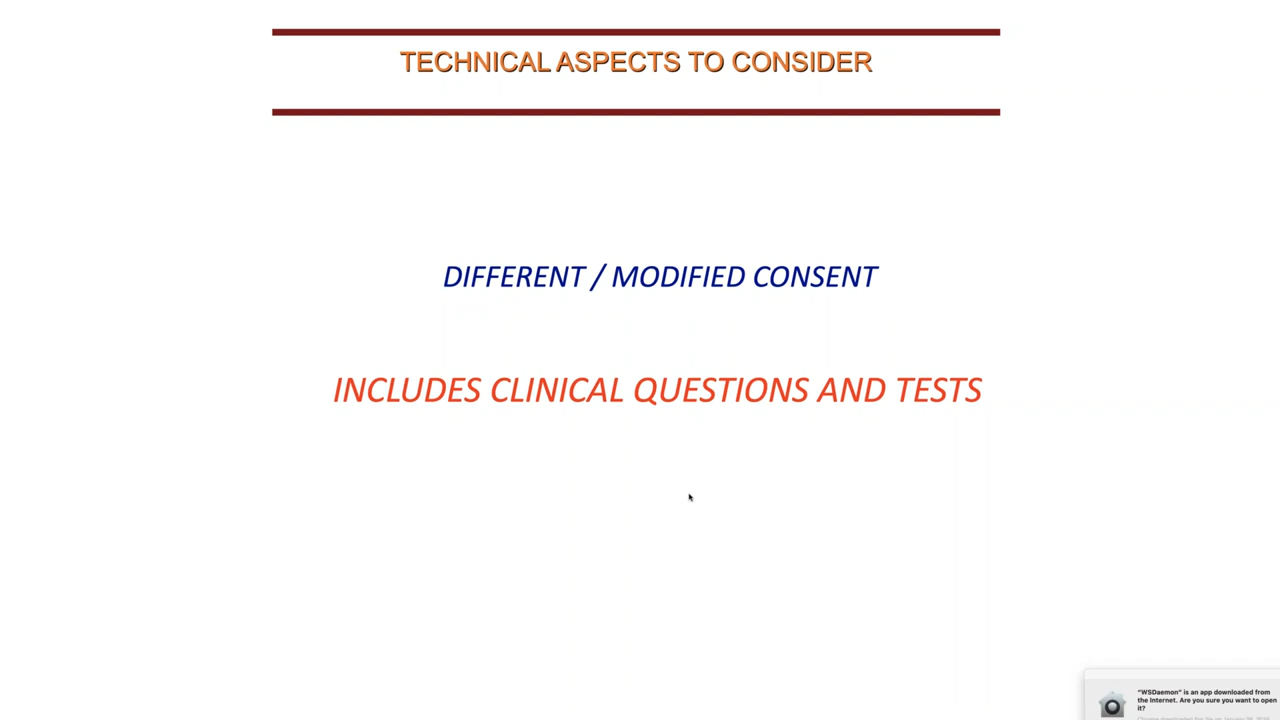 TECHNICAL ASPECTS TO CONSIDER
DIFFERENT / MODIFIED CONSENT
INCLUDES CLINICAL QUESTIONS AND TESTS
“WSDaemon” is an app downloaded from
the Internet. Are you sure you want to open
it?